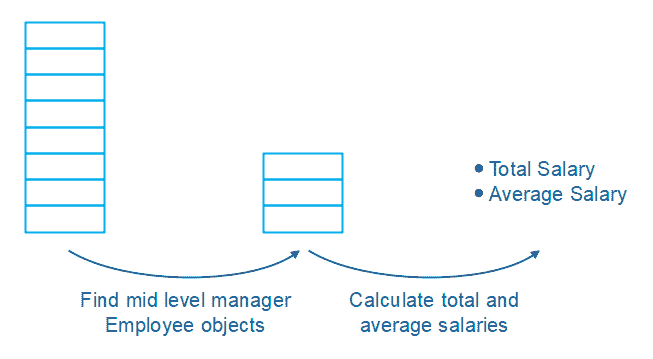 • Total Salary
• Average Salary
Find mid level manager
Employee objects
Calculate total and
average salaries